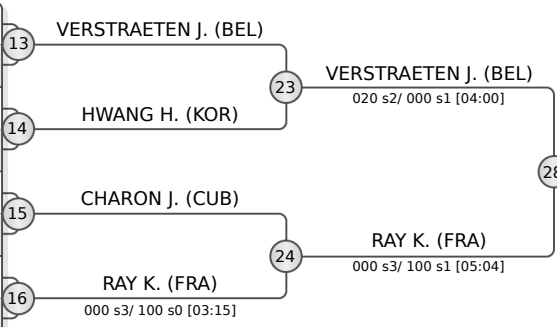 VERSTRAETEN J. (BEL)
13
23
VERSTRAETEN J. (BEL)
020 s2/ 000 s1 [04:00]
HWANG H. (KOR)
14
28
CHARON J. (CUB)
15
24
RAY K. (FRA)
000 s3/ 100 s1 [05:04]
RAY K. (FRA)
16
000 s3/ 100 s0 [03:15]